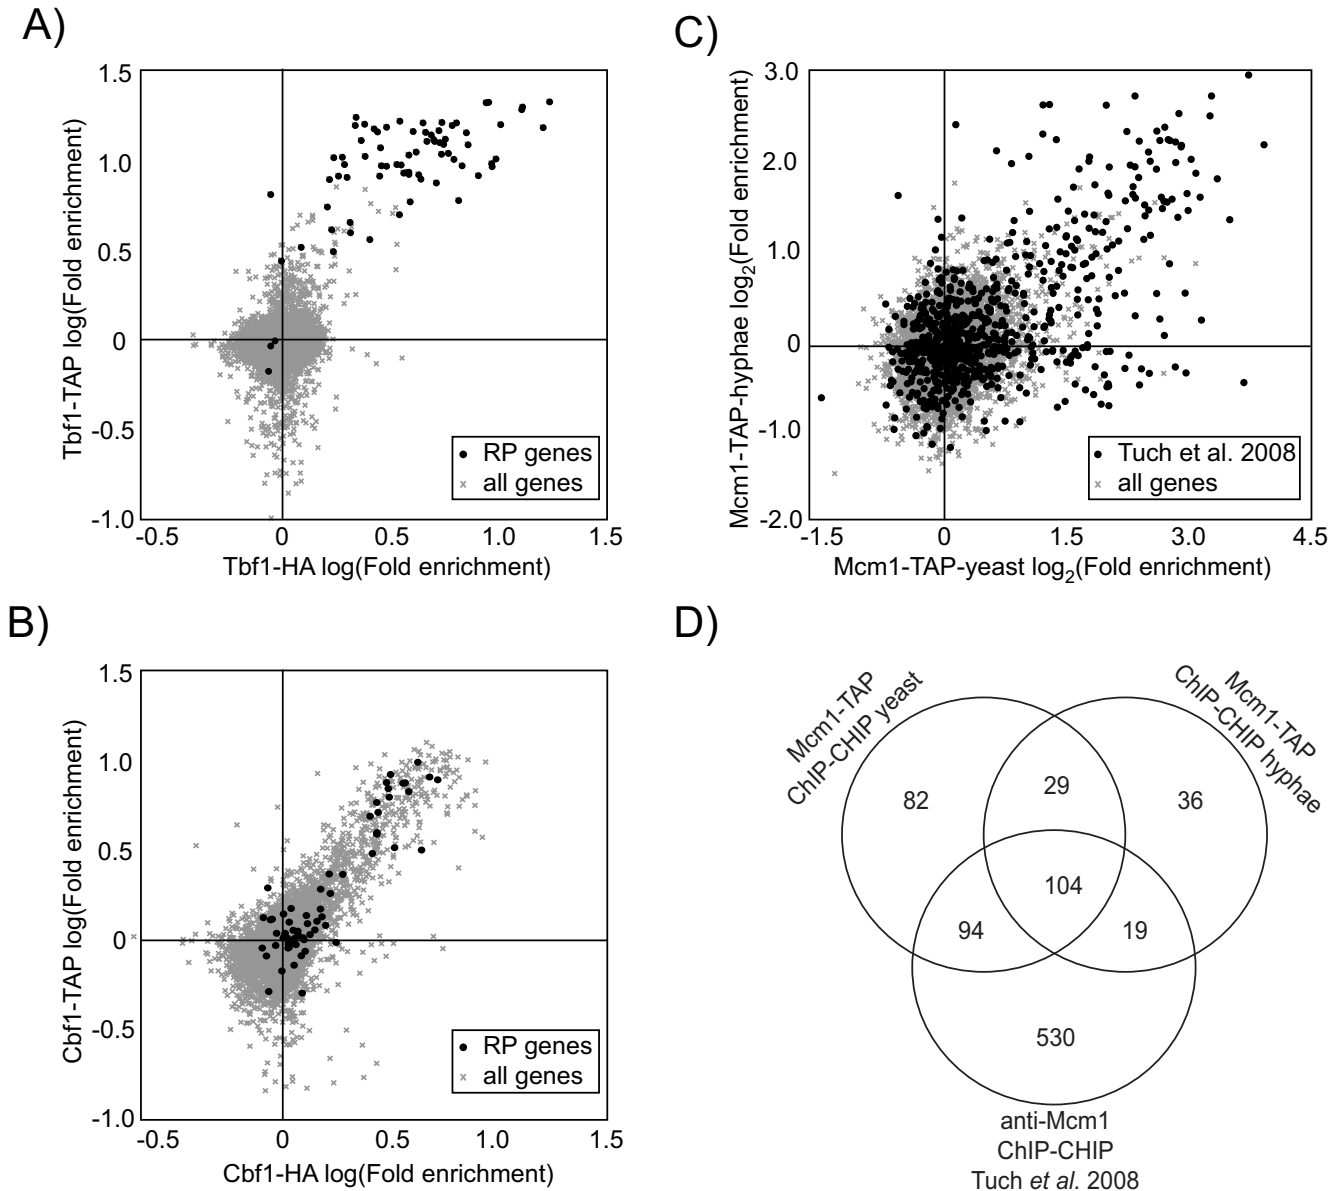 A)
1.5
1.0
0.5
0
-0.5
-1.0
-0.5
0
0.5
1.0
1.5
Tbf1-TAP log(Fold enrichment)
Tbf1-HA log(Fold enrichment)
RP genes
all genes
C)
3.0
2.0
1.0
0
-1.0
-2.0
-1.5
0
1.5
3.0
4.5
Mcm1-TAP-hyphae log2(Fold enrichment)
Mcm1-TAP-yeast log2(Fold enrichment)
Tuch et al. 2008
all genes
B)
1.5
1.0
0.5
0
-0.5
-1.0
-0.5
0
0.5
1.0
1.5
Cbf1-TAP log(Fold enrichment)
Cbf1-HA log(Fold enrichment)
RP genes
all genes
D)
Mcm1-TAP
ChIP-CHIP yeast
Mcm1-TAP
ChIP-CHIP hyphae
82
29
36
104
94
19
530
anti-Mcm1
ChIP-CHIP
Tuch et al. 2008